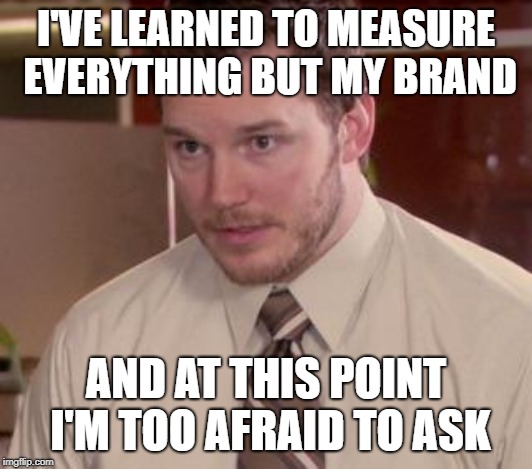 I'VE LEARNED TO MEASURE
EVERYTHING BUT MY BRAND
AND AT THIS POINT
I'M TOO AFRAID TO ASK
imgflip.com